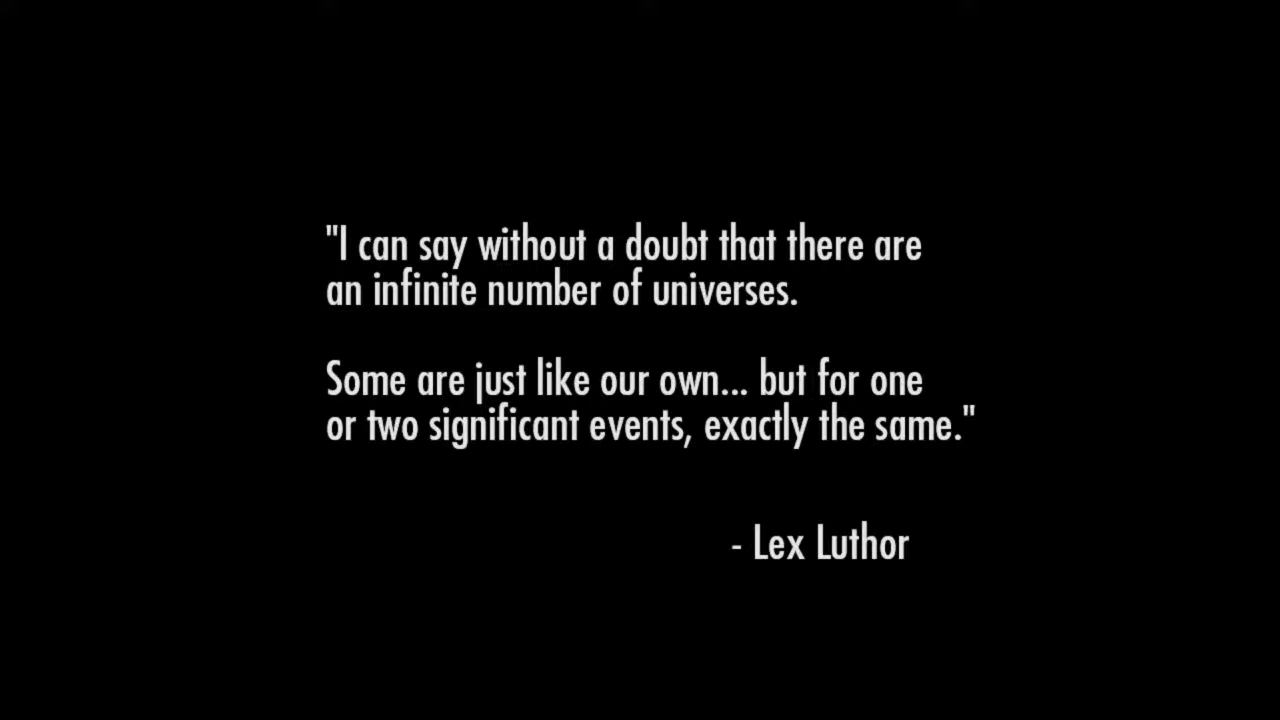 "I can say without a doubt that there are
an infinite number of universes.
Some are just like our own... but for one
or two significant events, exactly the same."
- Lex Luthor